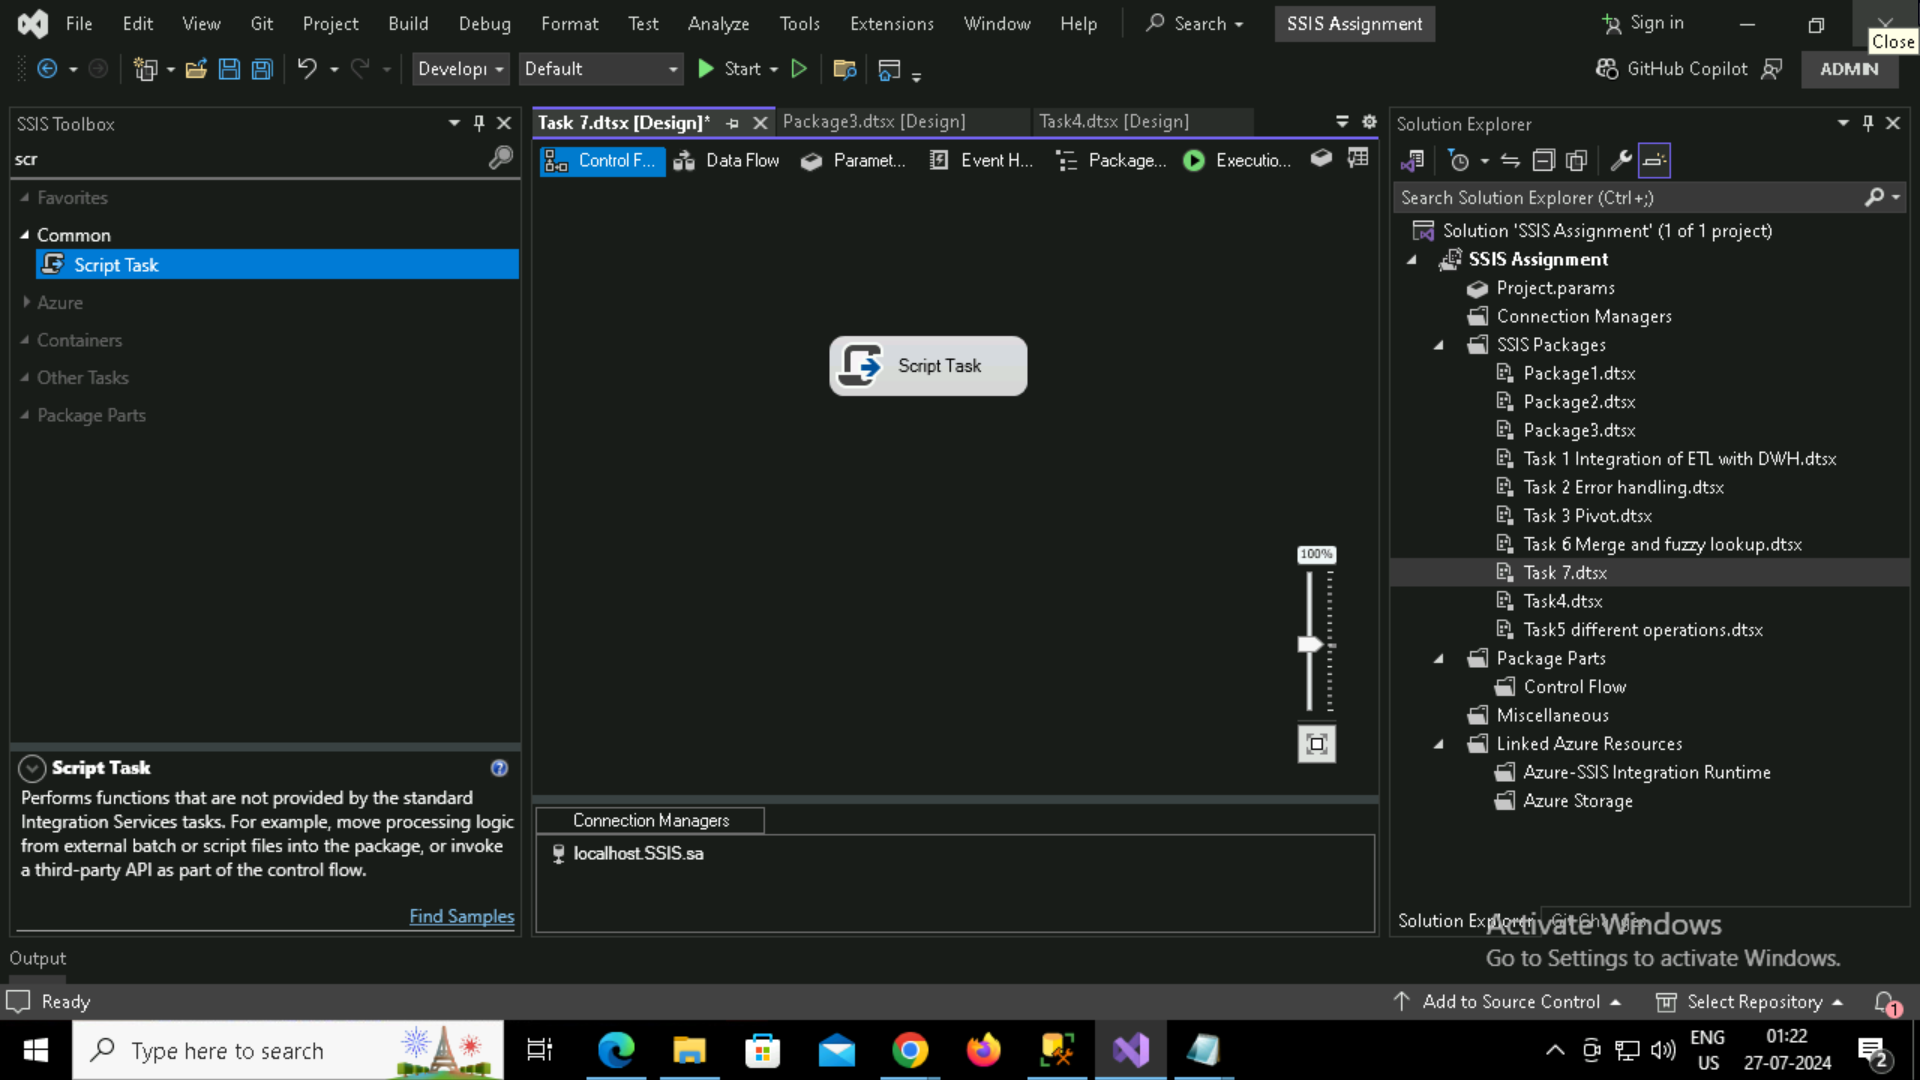 File Edit View Git Project Build Debug Format Test Analyze Tools Extensions Window Help Search SSIS Assignment Sign in
Close
Developi Default Start GitHub Copilot ADMIN
SSIS Toolbox
scr
Favorites
Common
Script Task
Azure
Containers
Other Tasks
Package Parts
Script Task
Performs functions that are not provided by the standard
Integration Services tasks. For example, move processing logic
from external batch or script files into the package, or invoke
a third-party API as part of the control flow.
Find Samples
Task 7.dtsx [Design]* Package3.dtsx [Design] Task4.dtsx [Design]
Control F... Data Flow Paramet... Event H... Package... Executio...
Script Task
100%
Connection Managers
localhost.SSIS.sa
Solution Explorer
Search Solution Explorer (Ctrl+;)
Solution 'SSIS Assignment' (1 of 1 project)
SSIS Assignment
Project.params
Connection Managers
SSIS Packages
Package1.dtsx
Package2.dtsx
Package3.dtsx
Task 1 Integration of ETL with DWH.dtsx
Task 2 Error handling.dtsx
Task 3 Pivot.dtsx
Task 6 Merge and fuzzy lookup.dtsx
Task 7.dtsx
Task4.dtsx
Task5 different operations.dtsx
Package Parts
Control Flow
Miscellaneous
Linked Azure Resources
Azure-SSIS Integration Runtime
Azure Storage
Solution Explorer Git Changes
Activate Windows
Go to Settings to activate Windows.
Output
Ready Add to Source Control Select Repository 1
Type here to search ENG US 01:22 27-07-2024 2